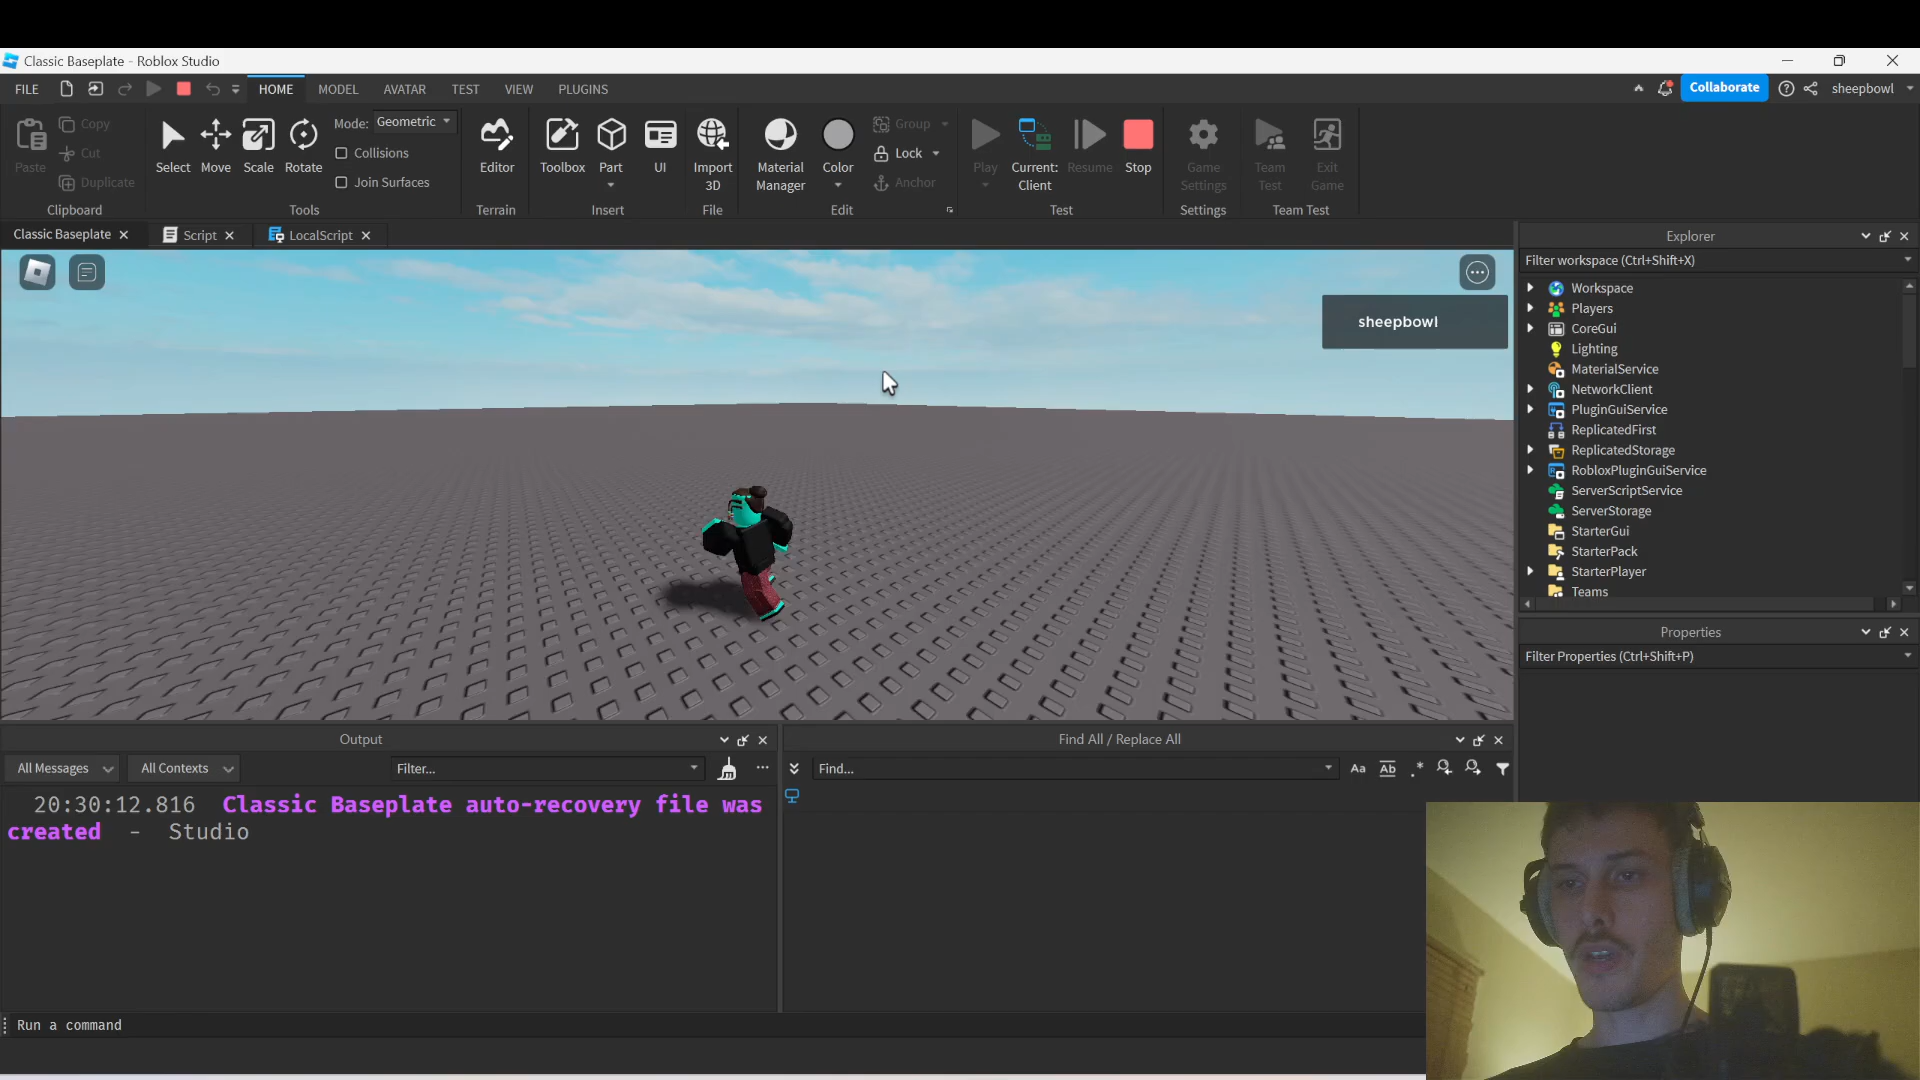 Classic Baseplate - Roblox Studio
FILE HOME MODEL AVATAR TEST VIEW PLUGINS Collaborate sheepbowl
Paste Copy Cut Duplicate
Clipboard
Select Move Scale Rotate
Mode: Geometric
Collisions
Join Surfaces
Tools
Editor
Terrain
Toolbox Part UI
Insert
Import
3D
File
Material
Manager
Color
Group
Lock
Anchor
Edit
Play
Current:
Client
Resume
Stop
Test
Game
Settings
Settings
Team
Test
Exit
Game
Team Test
Classic Baseplate Script LocalScript
sheepbowl
Explorer
Filter workspace (Ctrl+Shift+X)
Workspace
Players
CoreGui
Lighting
MaterialService
NetworkClient
PluginGuiService
ReplicatedFirst
ReplicatedStorage
RobloxPluginGuiService
ServerScriptService
ServerStorage
StarterGui
StarterPack
StarterPlayer
Teams
Properties
Filter Properties (Ctrl+Shift+P)
Output
All Messages All Contexts Filter...
20:30:12.816 Classic Baseplate auto-recovery file was
created - Studio
Find All / Replace All
Find... Aa Ab .*
Run a command